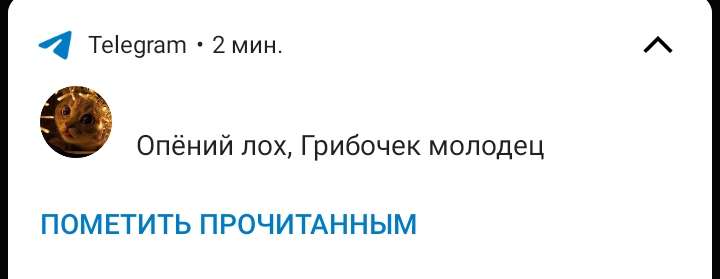 Telegram • 2 мин.
Опёний лох, Грибочек молодец
ПОМЕТИТЬ ПРОЧИТАННЫМ